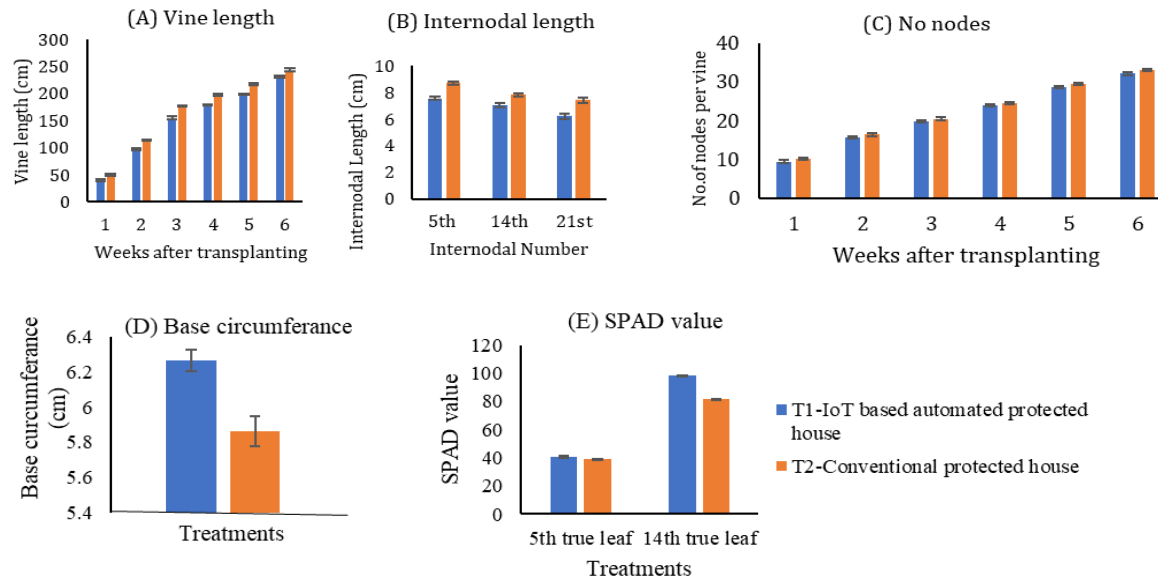 (A) Vine length
Vine length (cm)
300
250
200
150
100
50
0
1 2 3 4 5 6
Weeks after transplanting
(B) Internodal length
Internodal Length (cm)
10
8
6
4
2
0
5th 14th 21st
Internodal Number
(C) No nodes
No.of nodes per vine
40
30
20
10
0
1 2 3 4 5 6
Weeks after transplanting
(D) Base circumferance
Base curcumferance
(cm)
6.4
6.2
6
5.8
5.6
5.4
Treatments
(E) SPAD value
SPAD value
120
100
80
60
40
20
0
5th true leaf 14th true leaf
Treatments
T1-IoT based automated protected
house
T2-Conventional protected house